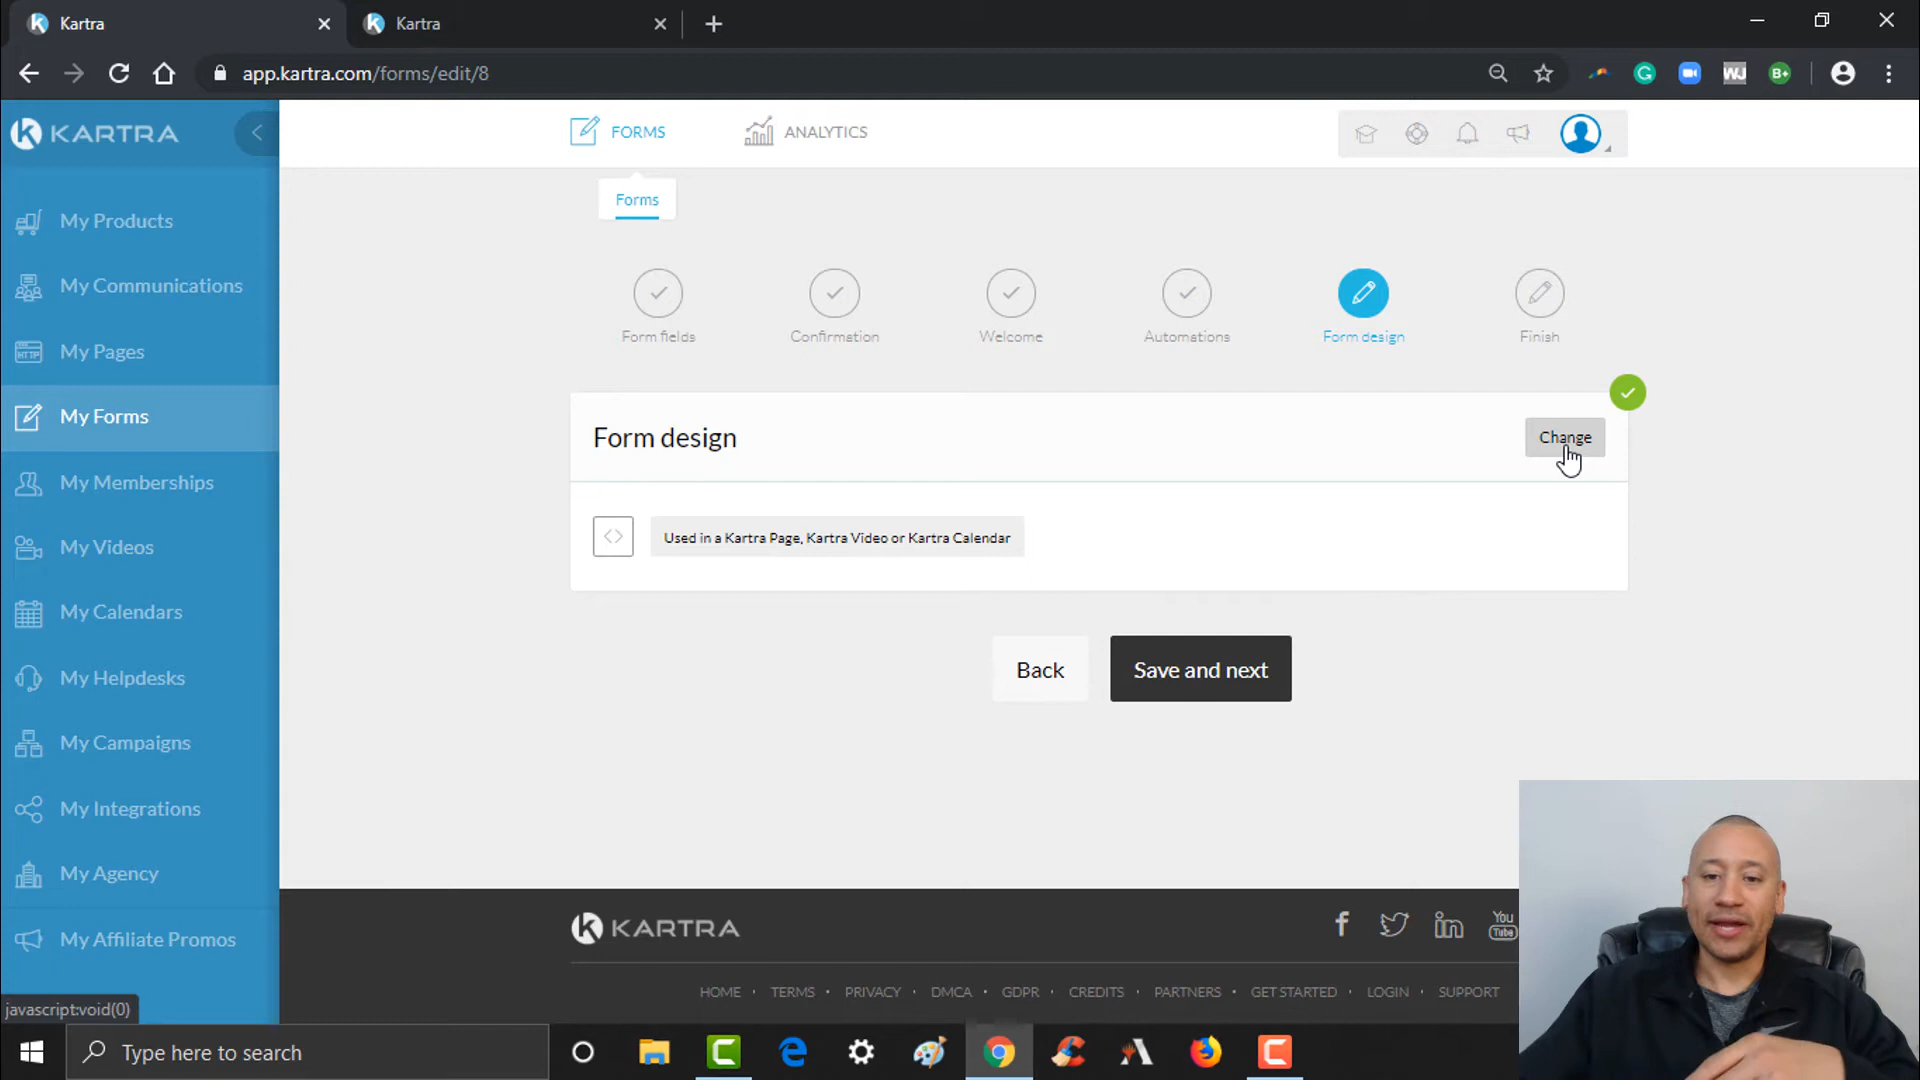 Kartra
Kartra
app.kartra.com/forms/edit/8
WJ
B+
KARTRA
FORMS
ANALYTICS
Forms
My Products
My Communications
My Pages
My Forms
My Memberships
My Videos
My Calendars
My Helpdesks
My Campaigns
My Integrations
My Agency
My Affiliate Promos
Form fields
Confirmation
Welcome
Automations
Form design
Finish
Form design
Change
Used in a Kartra Page, Kartra Video or Kartra Calendar
Back
Save and next
KARTRA
You Tube
HOME · TERMS · PRIVACY · DMCA · GDPR · CREDITS · PARTNERS · GET STARTED · LOGIN · SUPPORT
javascript:void(0)
Type here to search